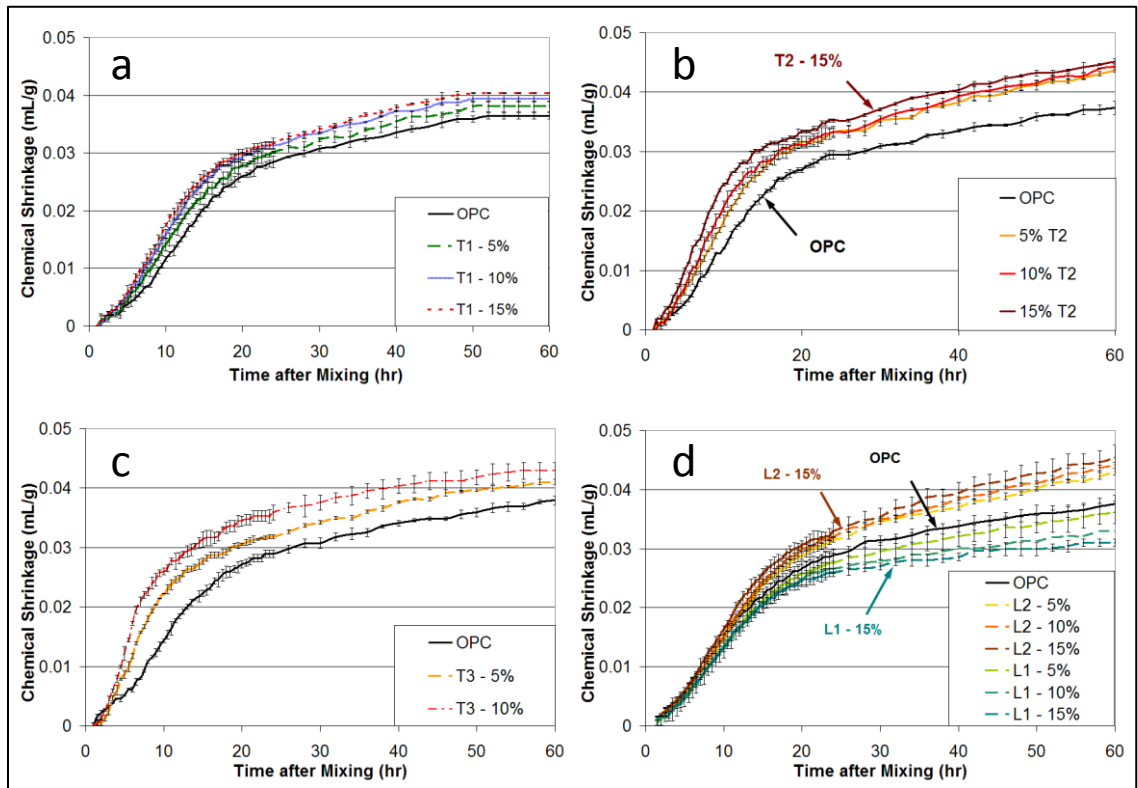 a
Chemical Shrinkage (mL/g)
0.05
0.04
0.03
0.02
0.01
0
OPC
T1 - 5%
T1 - 10%
T1 - 15%
0 10 20 30 40 50 60
Time after Mixing (hr)
b
Chemical Shrinkage (mL/g)
0.05
0.04
0.03
0.02
0.01
0
T2 - 15%
OPC
OPC
5% T2
10% T2
15% T2
0 20 40 60
Time after Mixing (hr)
c
Chemical Shrinkage (mL/g)
0.05
0.04
0.03
0.02
0.01
0
OPC
T3 - 5%
T3 - 10%
0 10 20 30 40 50 60
Time after Mixing (hr)
d
Chemical Shrinkage (mL/g)
0.05
0.04
0.03
0.02
0.01
0
OPC
L2 - 15%
L1 - 15%
OPC
L2 - 5%
L2 - 10%
L2 - 15%
L1 - 5%
L1 - 10%
L1 - 15%
0 10 20 30 40 50 60
Time after Mixing (hr)